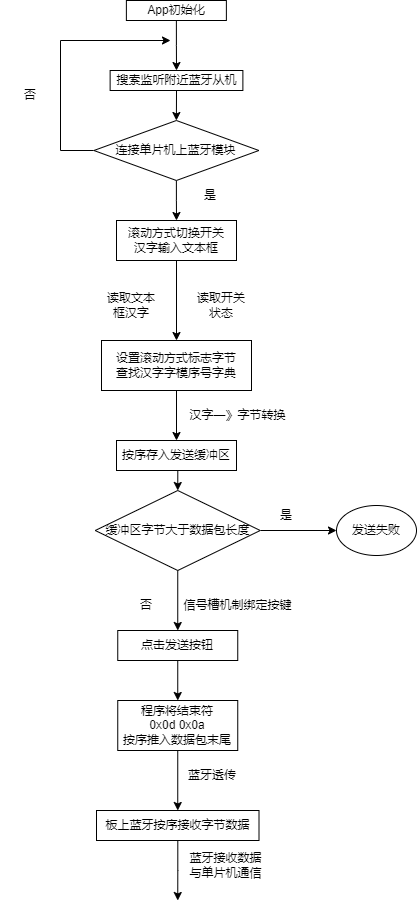 App初始化
否
搜索监听附近蓝牙从机
连接单片机上蓝牙模块
是
滚动方式切换开关
汉字输入文本框
读取文本
框汉字
读取开关
状态
设置滚动方式标志字节
查找汉字字模序号字典
汉字—》字节转换
按序存入发送缓冲区
缓冲区字节大于数据包长度
是
发送失败
否
信号槽机制绑定按键
点击发送按钮
程序将结束符
0x0d 0x0a
按序推入数据包末尾
蓝牙透传
板上蓝牙按序接收字节数据
蓝牙接收数据
与单片机通信